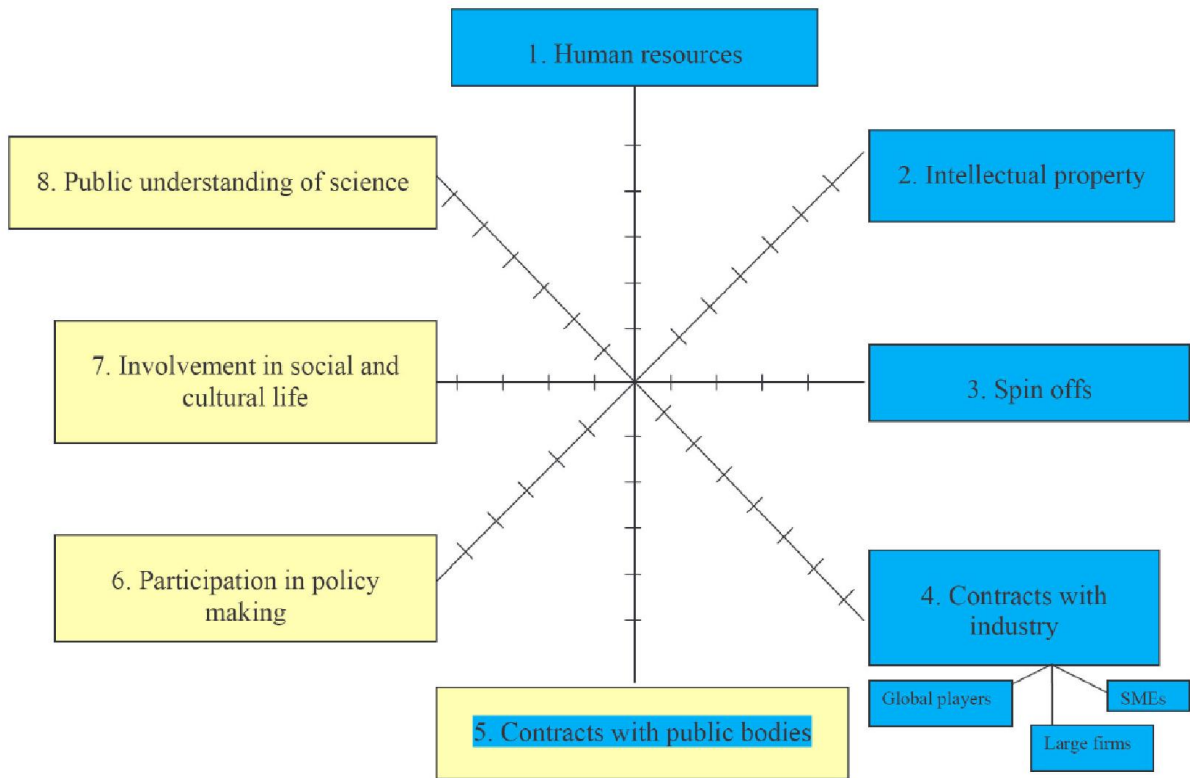 1. Human resources
8. Public understanding of science
2. Intellectual property
7. Involvement in social and
cultural life
3. Spin offs
6. Participation in policy
making
4. Contracts with
industry
Global players
SMEs
Large firms
5. Contracts with public bodies